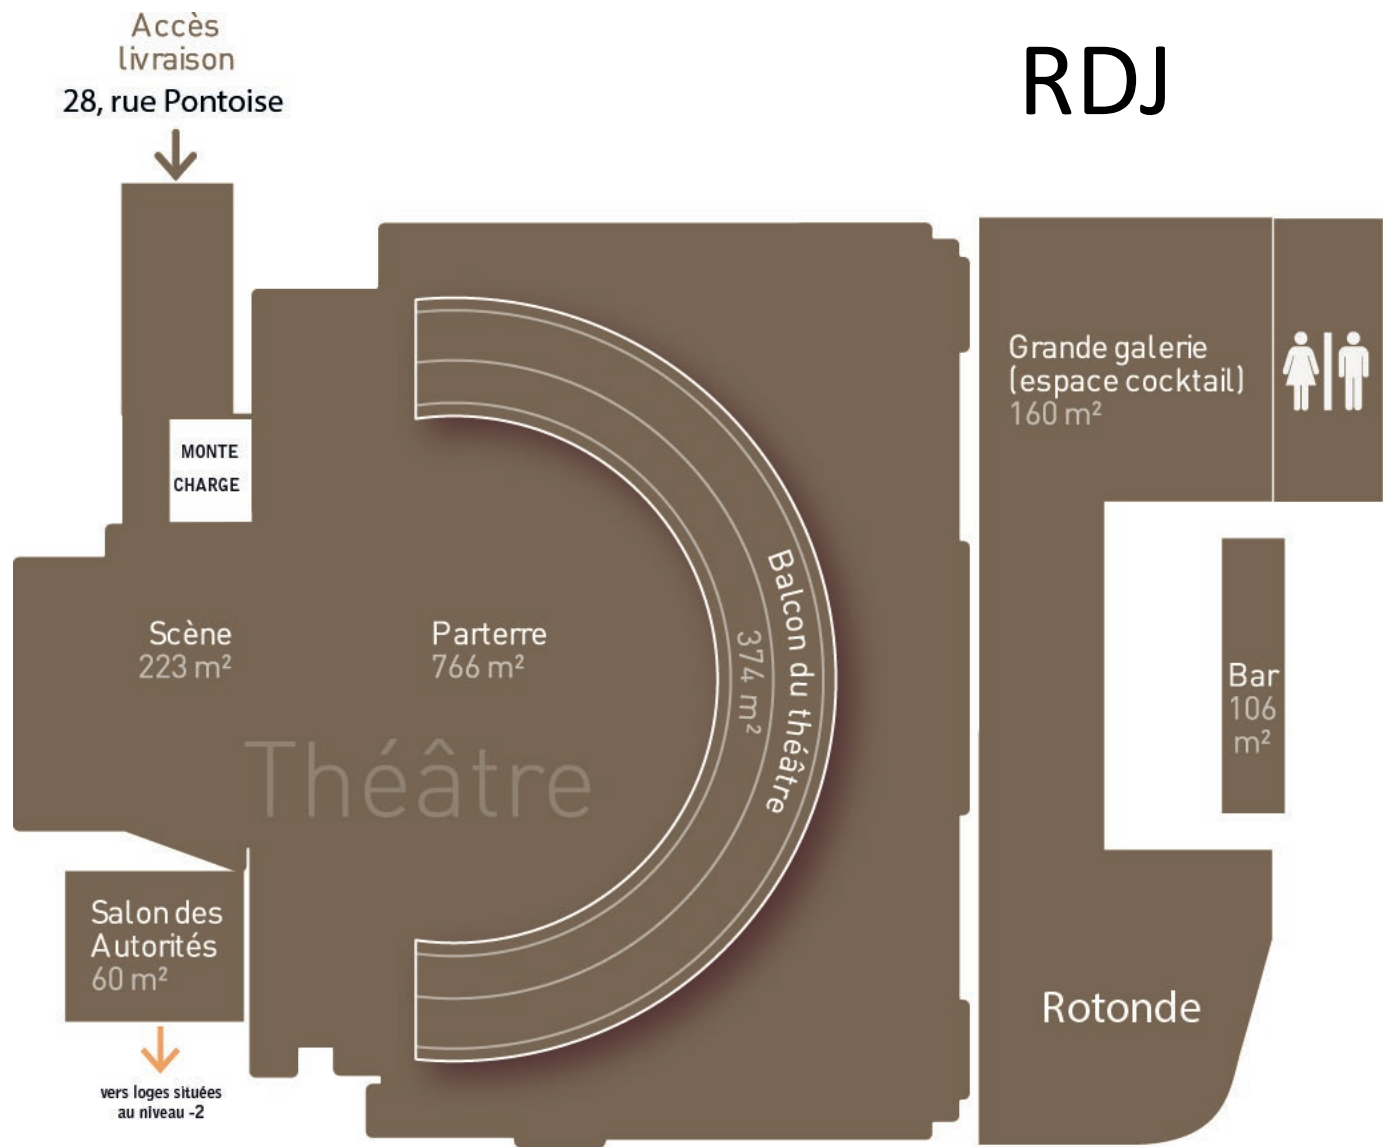 Accès
livraison
28, rue Pontoise
RDJ
MONTE
CHARGE
Grande galerie
(espace cocktail)
160 m²
Scène
223 m²
Parterre
766 m²
Balcon du théâtre
374 m²
Bar
106
m²
Théâtre
Salon des
Autorités
60 m²
Rotonde
vers loges situées
au niveau -2